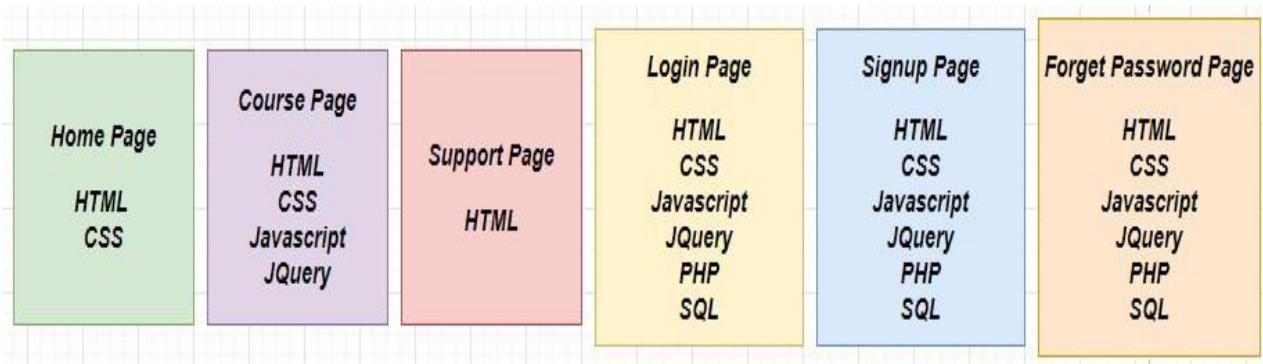 Home Page
HTML
CSS
Course Page
HTML
CSS
Javascript
JQuery
Support Page
HTML
Login Page
HTML
CSS
Javascript
JQuery
PHP
SQL
Signup Page
HTML
CSS
Javascript
JQuery
PHP
SQL
Forget Password Page
HTML
CSS
Javascript
JQuery
PHP
SQL